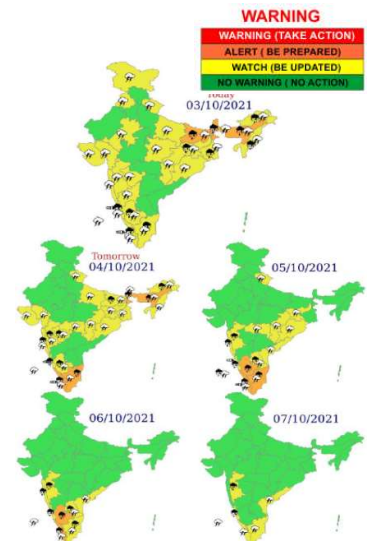 WARNING
WARNING (TAKE ACTION)
ALERT ( BE PREPARED)
WATCH (BE UPDATED)
NO WARNING ( NO ACTION)
Today
03/10/2021
Tomorrow
04/10/2021
05/10/2021
06/10/2021
07/10/2021